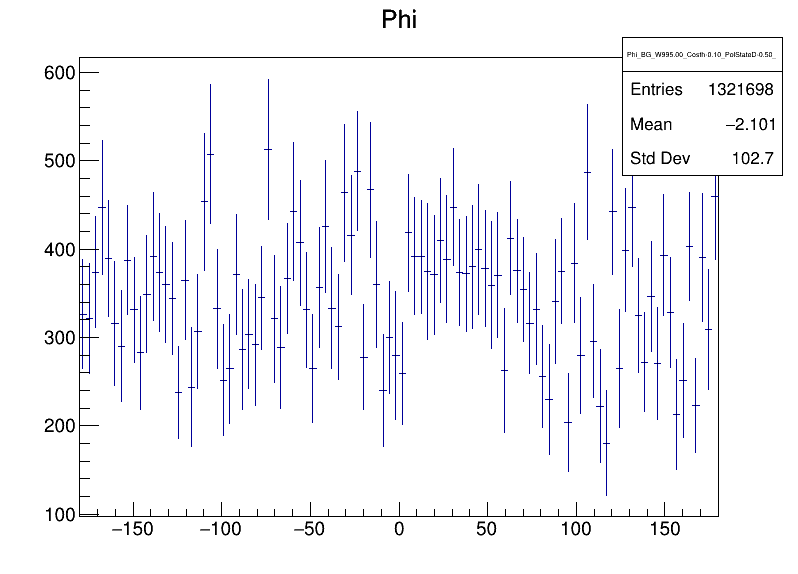 Phi
Phi_BG_W995.00_Costh-0.10_PolStateD-0.50_
Entries 1321698
Mean −2.101
Std Dev 102.7
600
500
400
300
200
100
−150 −100 −50 0 50 100 150